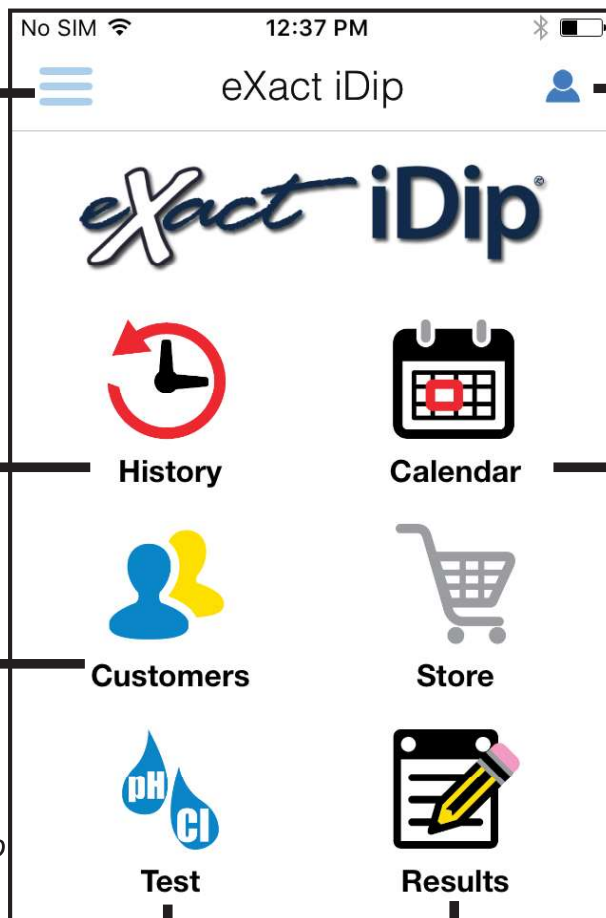 No SIM 12:37 PM
eXact iDip
eXact iDip®
History Calendar
Customers Store
pH
Cl
Test Results